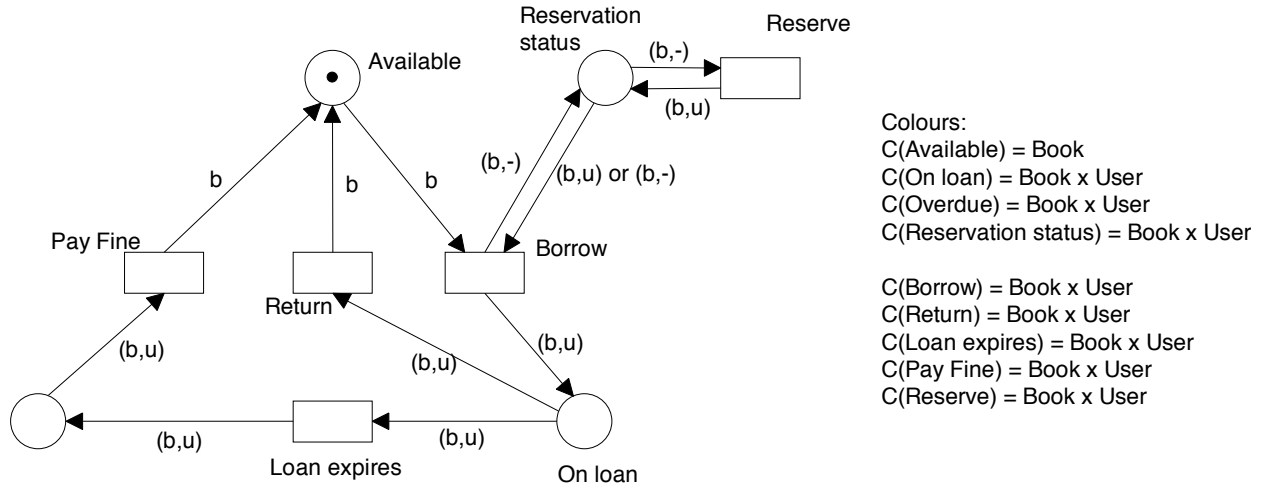 Reservation
status
Reserve
Available
(b,-)
(b,u)
b
b
b
(b,-)
(b,u) or (b,-)
Pay Fine
Return
Borrow
(b,u)
(b,u)
(b,u)
(b,u)
(b,u)
Loan expires
On loan
Colours:
C(Available) = Book
C(On loan) = Book x User
C(Overdue) = Book x User
C(Reservation status) = Book x User
C(Borrow) = Book x User
C(Return) = Book x User
C(Loan expires) = Book x User
C(Pay Fine) = Book x User
C(Reserve) = Book x User